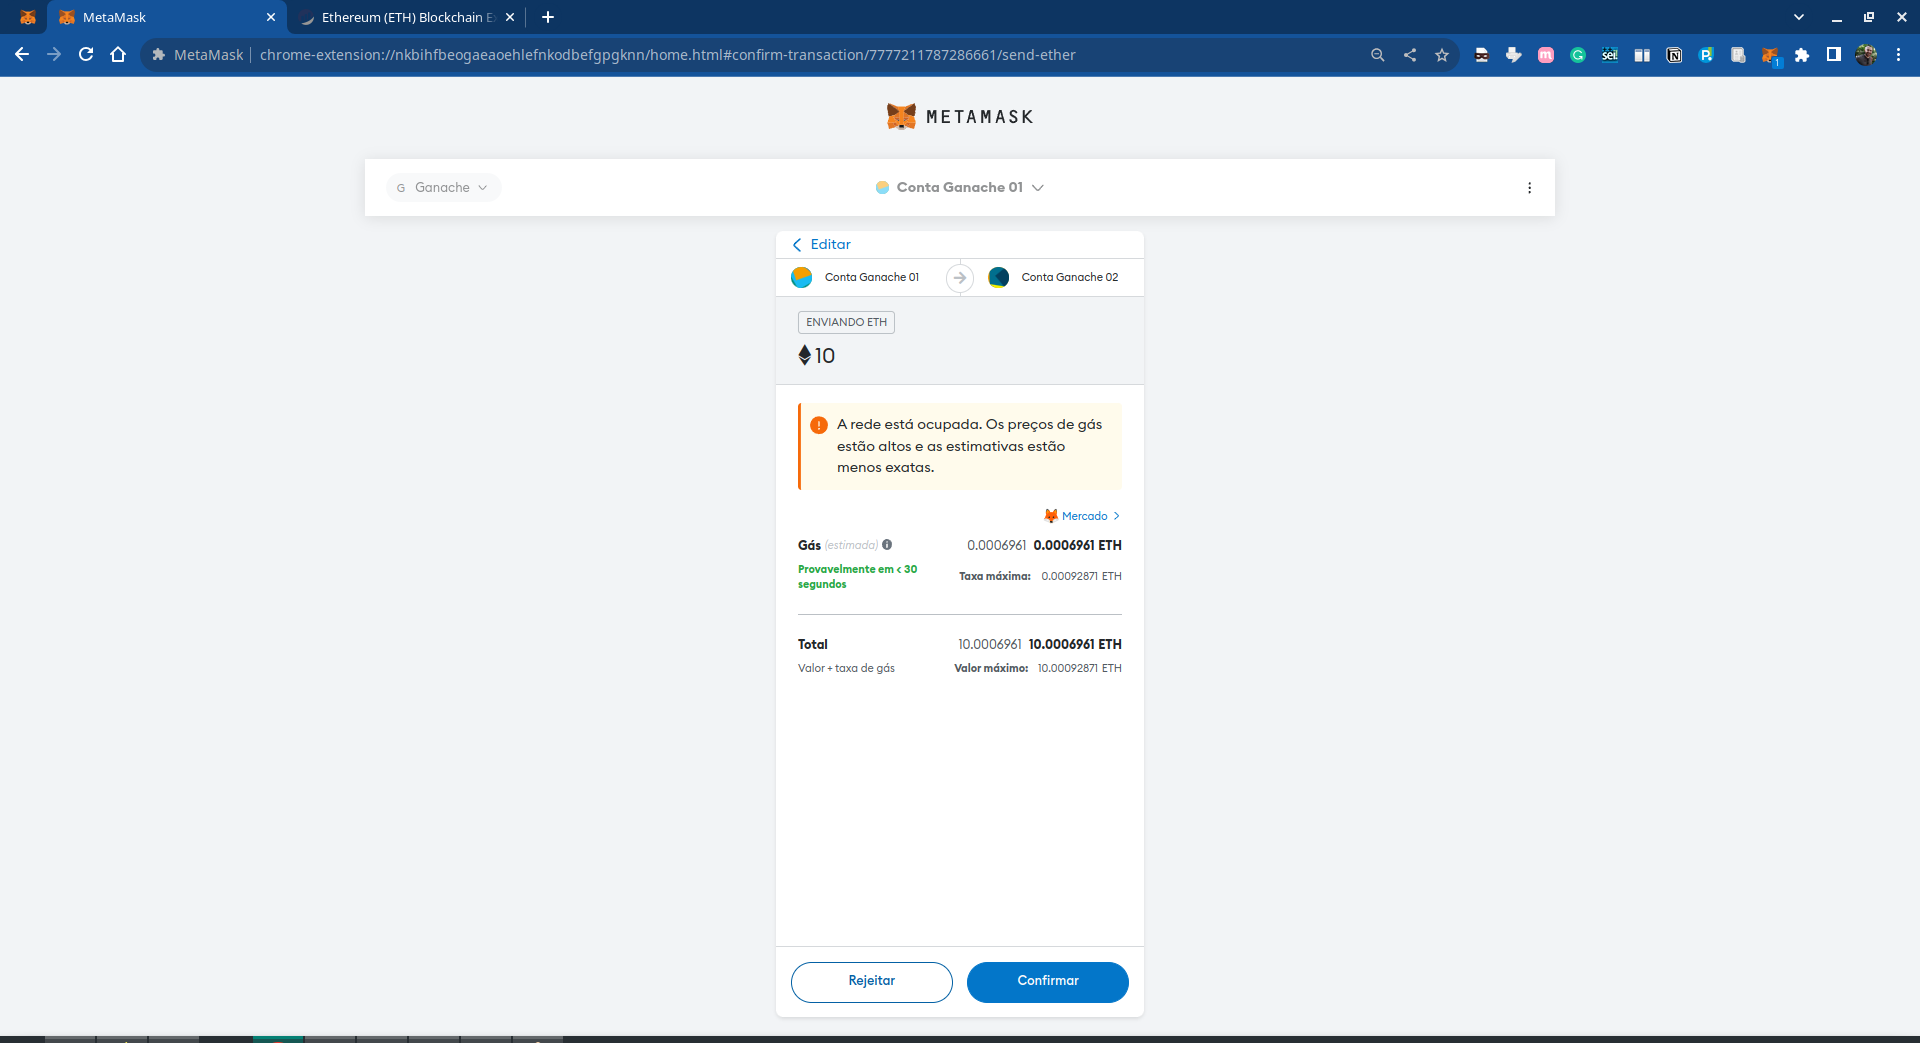 MetaMask
Ethereum (ETH) Blockchain E
MetaMask
chrome-extension://nkbihfbeogaeaoehlefnkodbefgpgknn/home.html#confirm-transaction/7777211787286661/send-ether
METAMASK
G Ganache
Conta Ganache 01
Editar
Conta Ganache 01
Conta Ganache 02
ENVIANDO ETH
10
A rede está ocupada. Os preços de gás
estão altos e as estimativas estão
menos exatas.
Mercado
Gás (estimada) 0.0006961 0.0006961 ETH
Provavelmente em < 30
segundos
Taxa máxima: 0.00092871 ETH
Total 10.0006961 10.0006961 ETH
Valor + taxa de gás Valor máximo: 10.00092871 ETH
Rejeitar
Confirmar